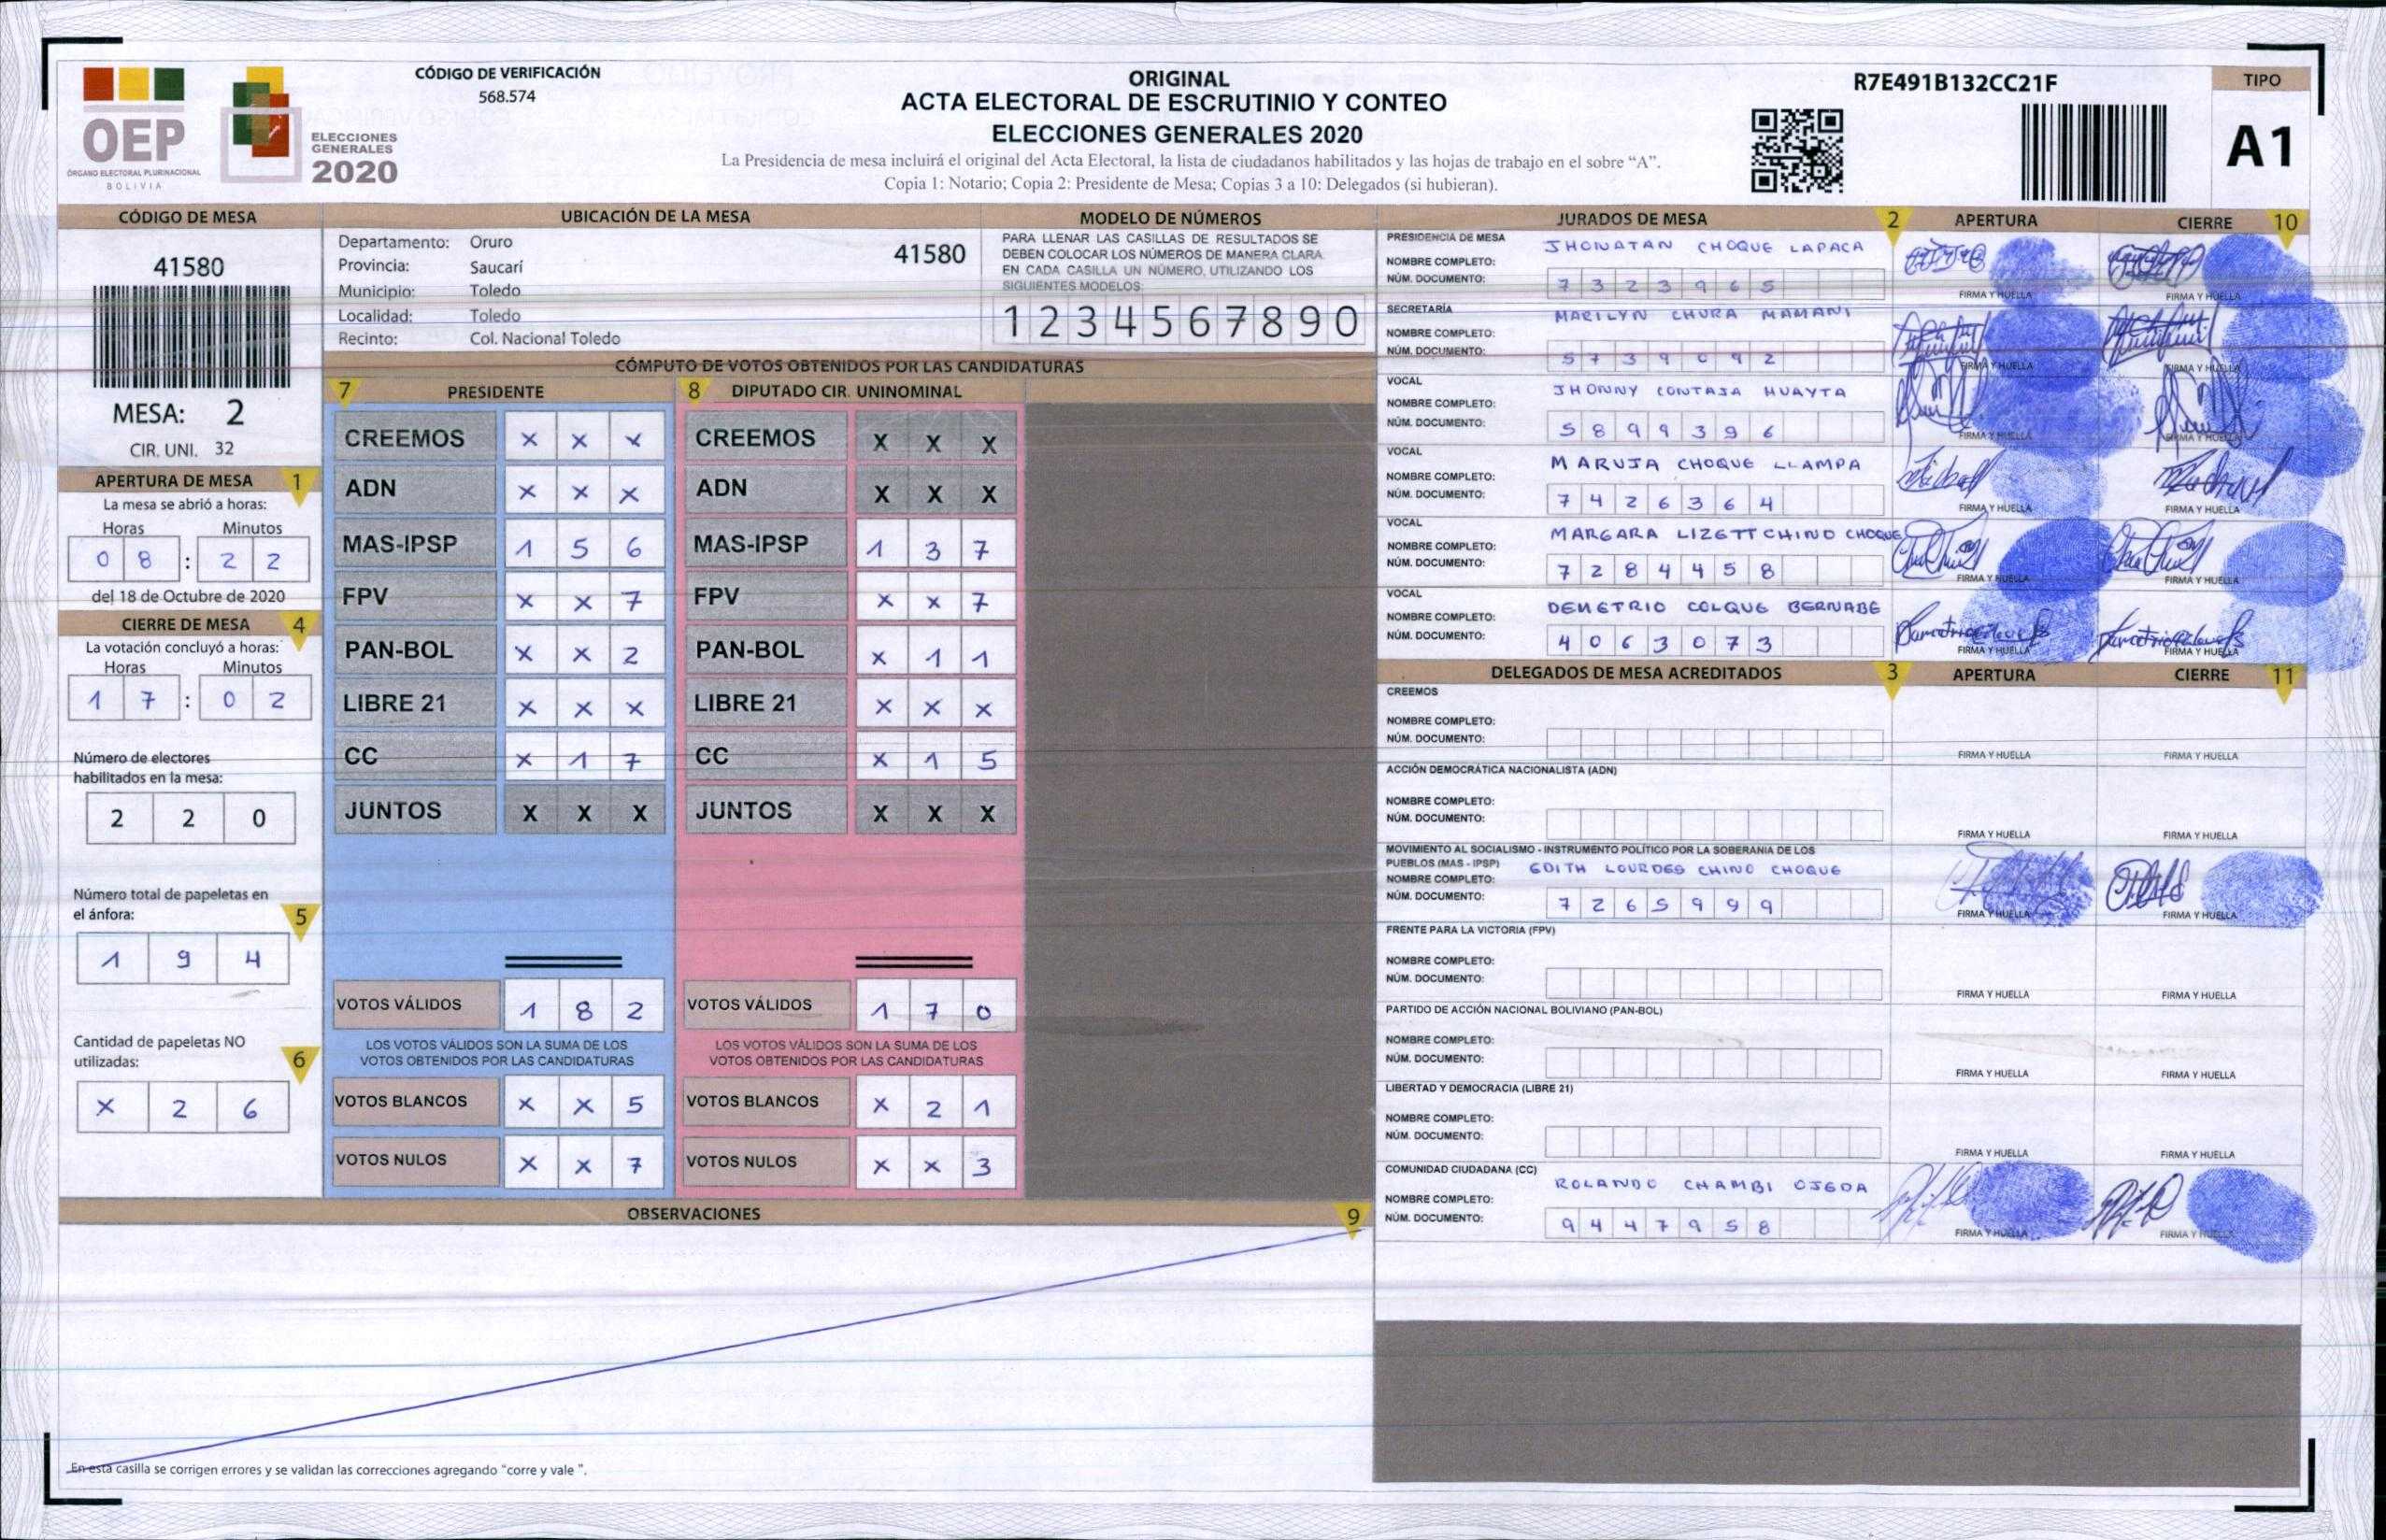 OEP
ÓRGANO ELECTORAL PLURINACIONAL
BOLIVIA
ELECCIONES
GENERALES
2020
CÓDIGO DE VERIFICACIÓN
568.574
ORIGINAL
ACTA ELECTORAL DE ESCRUTINIO Y CONTEO
ELECCIONES GENERALES 2020
La Presidencia de mesa incluirá el original del Acta Electoral, la lista de ciudadanos habilitados y las hojas de trabajo en el sobre “A”.
Copia 1: Notario; Copia 2: Presidente de Mesa; Copias 3 a 10: Delegados (si hubieran).
R7E491B132CC21F
TIPO
A1
CÓDIGO DE MESA
41580
MESA: 2
CIR. UNI. 32
APERTURA DE MESA 1
La mesa se abrió a horas:
Horas Minutos
0 8 : 2 2
del 18 de Octubre de 2020
CIERRE DE MESA 4
La votación concluyó a horas:
Horas Minutos
1 7 : 0 2
Número de electores
habilitados en la mesa:
2 2 0
Número total de papeletas en
el ánfora: 5
1 9 4
Cantidad de papeletas NO
utilizadas: 6
X 2 6
UBICACIÓN DE LA MESA
Departamento: Oruro
Provincia: Saucarí
Municipio: Toledo
Localidad: Toledo
Recinto: Col. Nacional Toledo
41580
MODELO DE NÚMEROS
PARA LLENAR LAS CASILLAS DE RESULTADOS SE
DEBEN COLOCAR LOS NÚMEROS DE MANERA CLARA
EN CADA CASILLA UN NÚMERO, UTILIZANDO LOS
SIGUIENTES MODELOS:
1 2 3 4 5 6 7 8 9 0
CÓMPUTO DE VOTOS OBTENIDOS POR LAS CANDIDATURAS
7 PRESIDENTE
CREEMOS X X X
ADN X X X
MAS-IPSP 1 5 6
FPV X X 7
PAN-BOL X X 2
LIBRE 21 X X X
CC X 1 7
JUNTOS X X X
VOTOS VÁLIDOS 1 8 2
LOS VOTOS VÁLIDOS SON LA SUMA DE LOS
VOTOS OBTENIDOS POR LAS CANDIDATURAS
VOTOS BLANCOS X X 5
VOTOS NULOS X X 7
8 DIPUTADO CIR. UNINOMINAL
CREEMOS X X X
ADN X X X
MAS-IPSP 1 3 7
FPV X X 7
PAN-BOL X 1 1
LIBRE 21 X X X
CC X 1 5
JUNTOS X X X
VOTOS VÁLIDOS 1 7 0
LOS VOTOS VÁLIDOS SON LA SUMA DE LOS
VOTOS OBTENIDOS POR LAS CANDIDATURAS
VOTOS BLANCOS X 2 1
VOTOS NULOS X X 3
OBSERVACIONES 9
En esta casilla se corrigen errores y se validan las correcciones agregando "corre y vale ".
JURADOS DE MESA 2 APERTURA CIERRE 10
PRESIDENCIA DE MESA
NOMBRE COMPLETO: JHONATAN CHOQUE LAPACA
NÚM. DOCUMENTO: 7 3 2 3 9 6 5
FIRMA Y HUELLA FIRMA Y HUELLA
SECRETARÍA
NOMBRE COMPLETO: MARILYN CHURA MAMANI
NÚM. DOCUMENTO: 5 7 3 9 0 9 2
FIRMA Y HUELLA FIRMA Y HUELLA
VOCAL
NOMBRE COMPLETO: JHONNY CONTAJA HUAYTA
NÚM. DOCUMENTO: 5 8 9 9 3 9 6
FIRMA Y HUELLA FIRMA Y HUELLA
VOCAL
NOMBRE COMPLETO: MARUJA CHOQUE LLAMPA
NÚM. DOCUMENTO: 7 4 2 6 3 6 4
FIRMA Y HUELLA FIRMA Y HUELLA
VOCAL
NOMBRE COMPLETO: MARGARA LIZETT CHINO CHOQUE
NÚM. DOCUMENTO: 7 2 8 4 4 5 8
FIRMA Y HUELLA FIRMA Y HUELLA
VOCAL
NOMBRE COMPLETO: DEMETRIO COLQUE BERNABE
NÚM. DOCUMENTO: 4 0 6 3 0 7 3
FIRMA Y HUELLA FIRMA Y HUELLA
DELEGADOS DE MESA ACREDITADOS 3 APERTURA CIERRE 11
CREEMOS
NOMBRE COMPLETO:
NÚM. DOCUMENTO:
FIRMA Y HUELLA FIRMA Y HUELLA
ACCIÓN DEMOCRÁTICA NACIONALISTA (ADN)
NOMBRE COMPLETO:
NÚM. DOCUMENTO:
FIRMA Y HUELLA FIRMA Y HUELLA
MOVIMIENTO AL SOCIALISMO - INSTRUMENTO POLÍTICO POR LA SOBERANIA DE LOS
PUEBLOS (MAS - IPSP)
NOMBRE COMPLETO: EDITH LOURDES CHINO CHOQUE
NÚM. DOCUMENTO: 7 2 6 5 9 9 9
FIRMA Y HUELLA FIRMA Y HUELLA
FRENTE PARA LA VICTORIA (FPV)
NOMBRE COMPLETO:
NÚM. DOCUMENTO:
FIRMA Y HUELLA FIRMA Y HUELLA
PARTIDO DE ACCIÓN NACIONAL BOLIVIANO (PAN-BOL)
NOMBRE COMPLETO:
NÚM. DOCUMENTO:
FIRMA Y HUELLA FIRMA Y HUELLA
LIBERTAD Y DEMOCRACIA (LIBRE 21)
NOMBRE COMPLETO:
NÚM. DOCUMENTO:
FIRMA Y HUELLA FIRMA Y HUELLA
COMUNIDAD CIUDADANA (CC)
NOMBRE COMPLETO: ROLANDO CHAMBI OJEDA
NÚM. DOCUMENTO: 9 4 4 7 9 5 8
FIRMA Y HUELLA FIRMA Y HUELLA